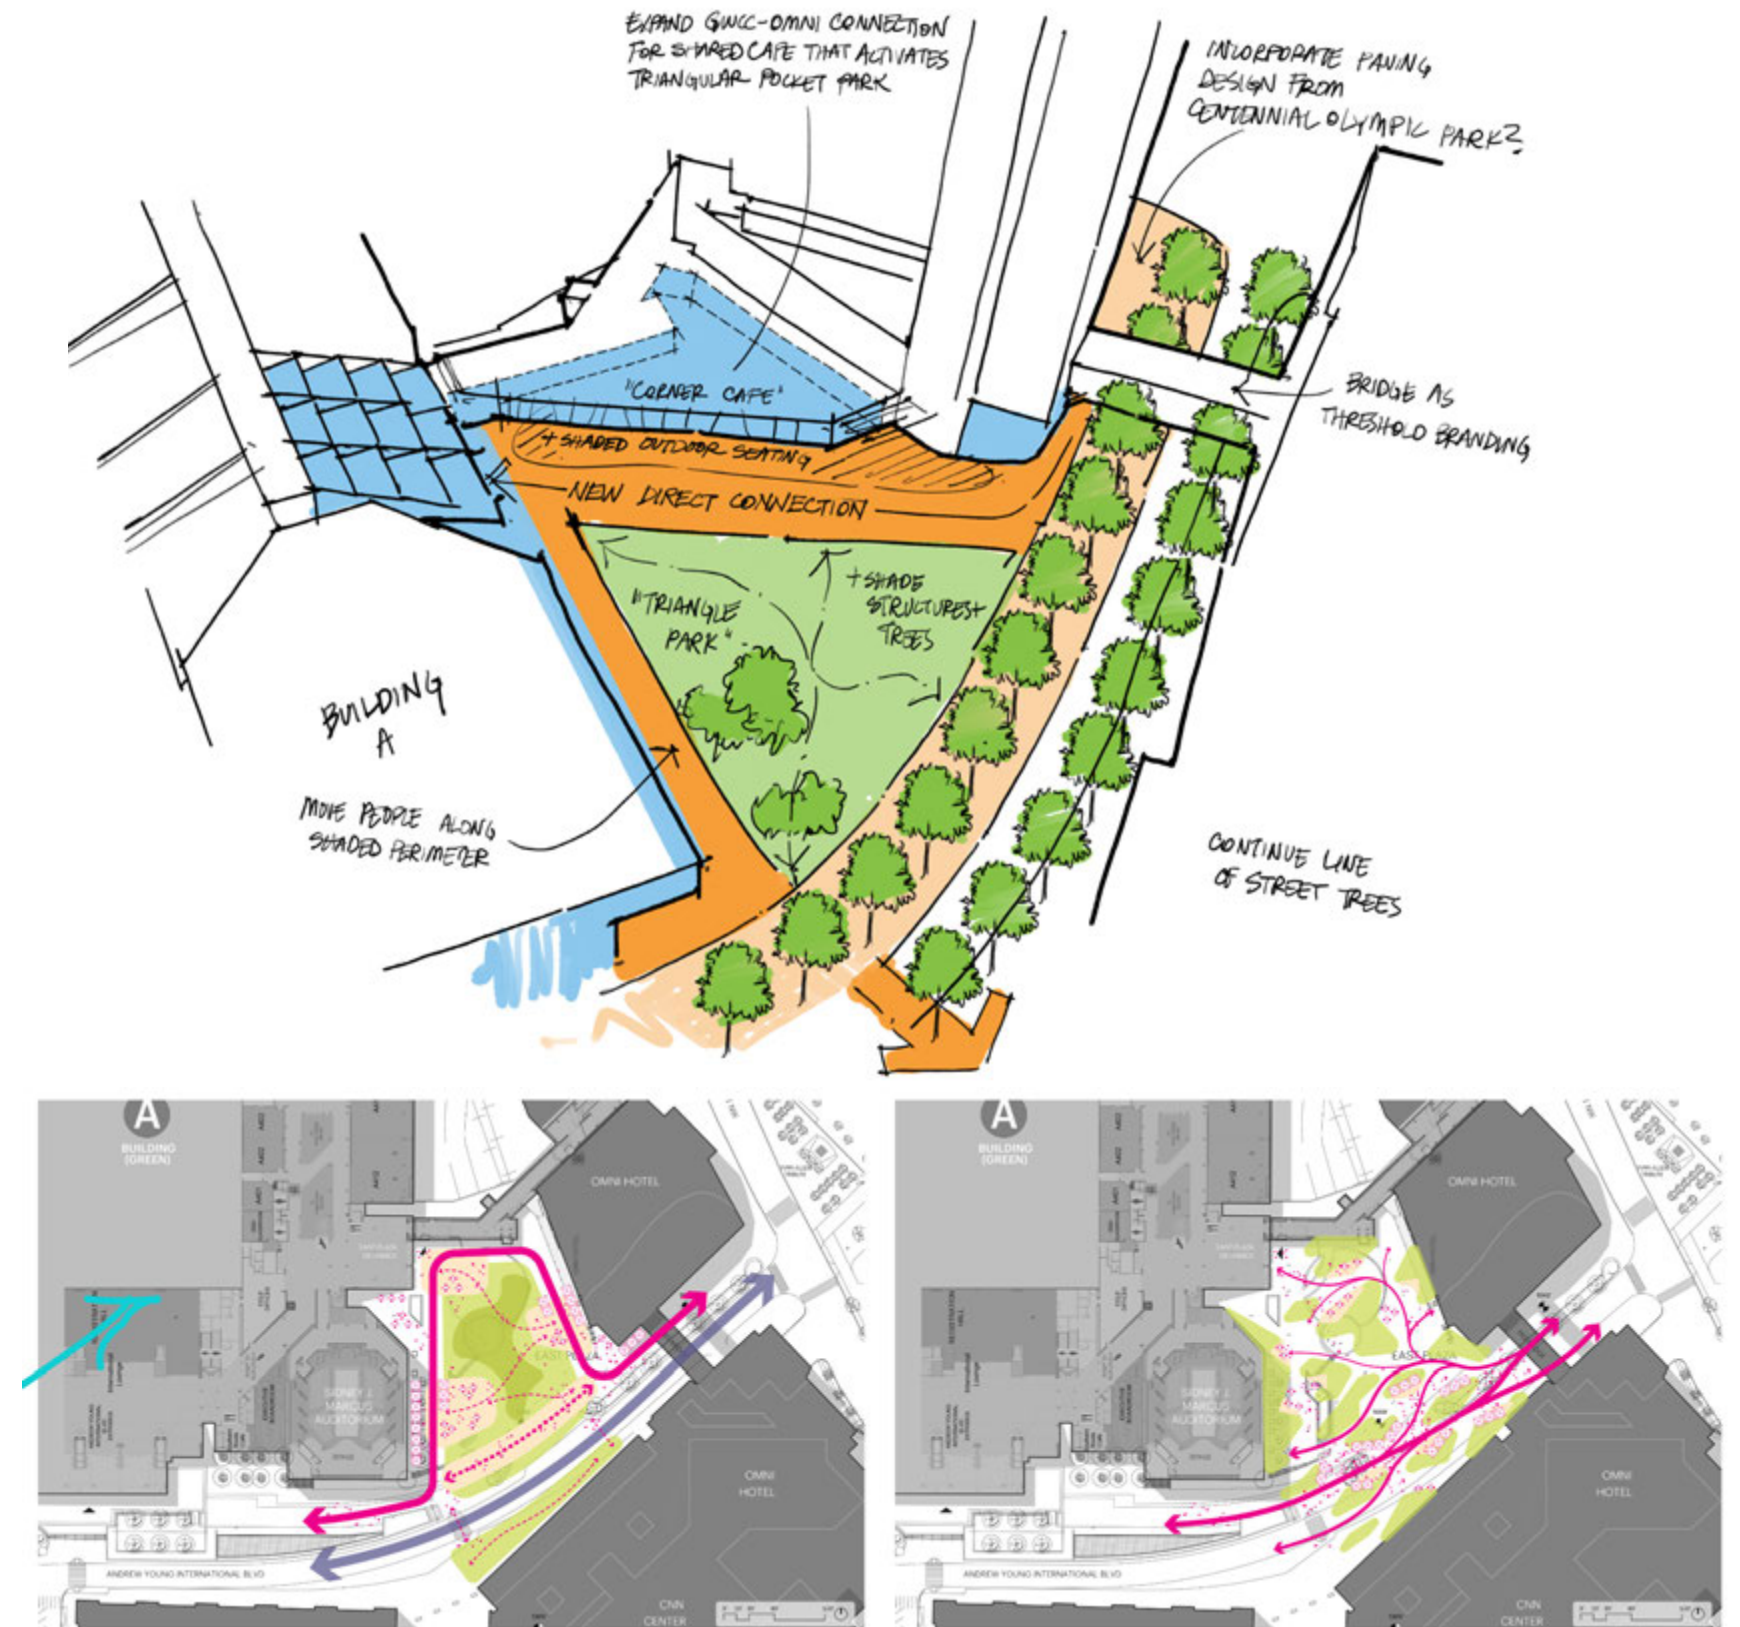 EXPAND GWCC-OMNI CONNECTION
FOR SHARED CAFE THAT ACTIVATES
TRIANGULAR POCKET PARK
INCORPORATE PAVING
DESIGN FROM
CENTENNIAL OLYMPIC PARK?
"CORNER CAFE"
+ SHADED OUTDOOR SEATING
NEW DIRECT CONNECTION
BRIDGE AS
THRESHOLD BRANDING
"TRIANGLE
PARK"
+ SHADE
STRUCTURES +
TREES
BUILDING
A
MOVE PEOPLE ALONG
SHADED PERIMETER
CONTINUE LINE
OF STREET TREES
A
BUILDING
(GREEN)
OMNI HOTEL
EAST PLAZA
SIDNEY J.
MARCUS
AUDITORIUM
OMNI
HOTEL
ANDREW YOUNG INTERNATIONAL BLVD
CNN
CENTER
A
BUILDING
(GREEN)
OMNI HOTEL
EAST PLAZA
SIDNEY J.
MARCUS
AUDITORIUM
OMNI
HOTEL
ANDREW YOUNG INTERNATIONAL BLVD
CNN
CENTER